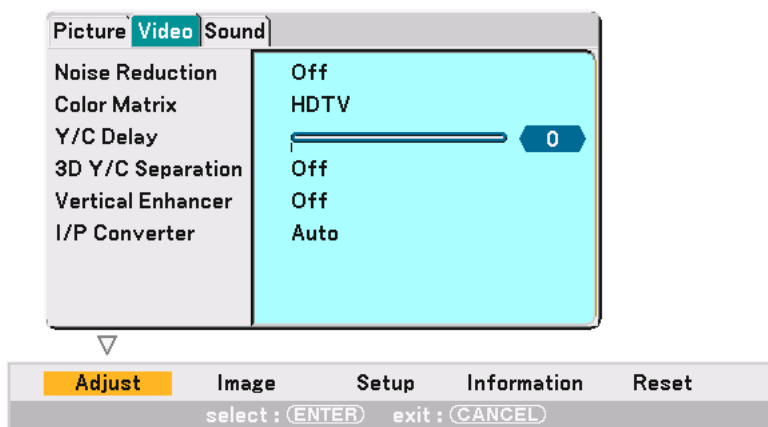 Picture Video Sound
Noise Reduction Off
Color Matrix HDTV
Y/C Delay 0
3D Y/C Separation Off
Vertical Enhancer Off
I/P Converter Auto
Adjust Image Setup Information Reset
select : ENTER exit : CANCEL